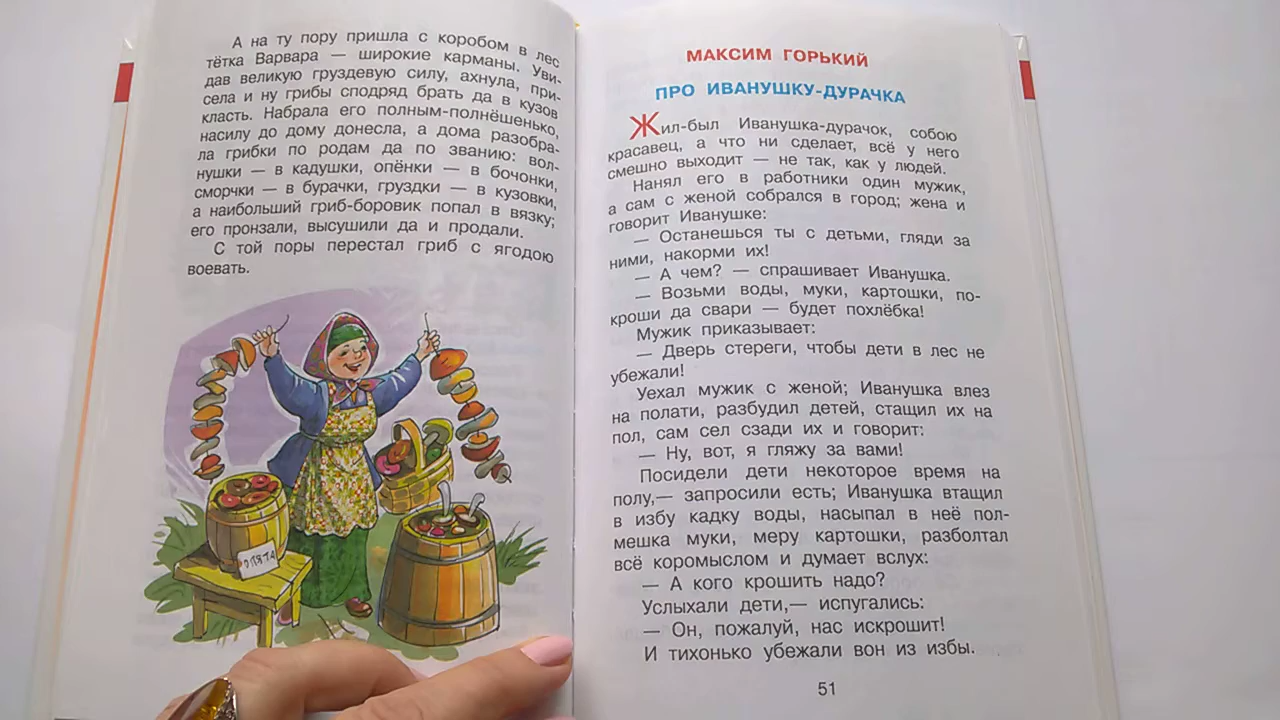 А на ту пору пришла с коробом в лес
тётка Варвара — широкие карманы. Уви-
дав великую груздевую силу, ахнула, при-
села и ну грибы сподряд брать да в кузов
класть. Набрала его полным-полнёшенько,
насилу до дому донесла, а дома разобра-
ла грибки по родам да по званию: вол-
нушки — в кадушки, опёнки — в бочонки,
сморчки — в бурачки, груздки — в кузовки,
а наибольший гриб-боровик попал в вязку;
его пронзали, высушили да и продали.
С той поры перестал гриб с ягодою
воевать.
ОПЯТА
МАКСИМ ГОРЬКИЙ
ПРО ИВАНУШКУ-ДУРАЧКА
Жил-был Иванушка-дурачок, собою
красавец, а что ни сделает, всё у него
смешно выходит — не так, как у людей.
Нанял его в работники один мужик,
а сам с женой собрался в город; жена и
говорит Иванушке:
— Останешься ты с детьми, гляди за
ними, накорми их!
— А чем? — спрашивает Иванушка.
— Возьми воды, муки, картошки, по-
кроши да свари — будет похлёбка!
Мужик приказывает:
— Дверь стереги, чтобы дети в лес не
убежали!
Уехал мужик с женой; Иванушка влез
на полати, разбудил детей, стащил их на
пол, сам сел сзади их и говорит:
— Ну, вот, я гляжу за вами!
Посидели дети некоторое время на
полу,— запросили есть; Иванушка втащил
в избу кадку воды, насыпал в неё пол-
мешка муки, меру картошки, разболтал
всё коромыслом и думает вслух:
— А кого крошить надо?
Услыхали дети,— испугались:
— Он, пожалуй, нас искрошит!
И тихонько убежали вон из избы.
51